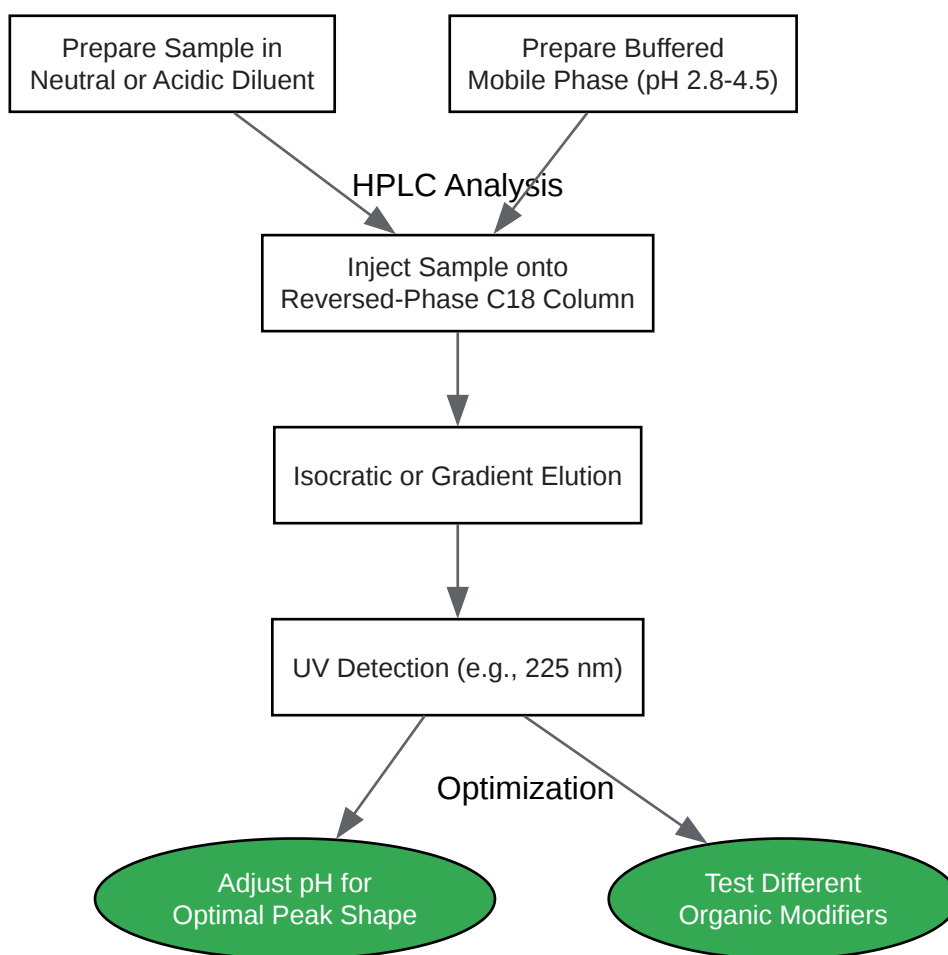 Prepare Sample in
Neutral or Acidic Diluent
Prepare Buffered
Mobile Phase (pH 2.8-4.5)
HPLC Analysis
Inject Sample onto
Reversed-Phase C18 Column
Isocratic or Gradient Elution
UV Detection (e.g., 225 nm)
Optimization
Adjust pH for
Optimal Peak Shape
Test Different
Organic Modifiers